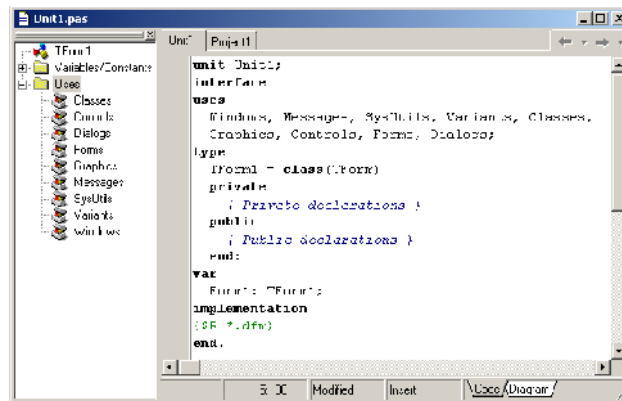 Unit1.pas
Unit1
Project1
TForm1
Variables/Constants
Uses
Classes
Controls
Dialogs
Forms
Graphics
Messages
SysUtils
Variants
Windows
unit Unit1;
interface
uses
Windows, Messages, SysUtils, Variants, Classes,
Graphics, Controls, Forms, Dialogs;
type
TForm1 = class(TForm)
private
{ Private declarations }
public
{ Public declarations }
end;
var
Form1: TForm1;
implementation
{$R *.dfm}
end.
Modified
Insert
Code
Diagram